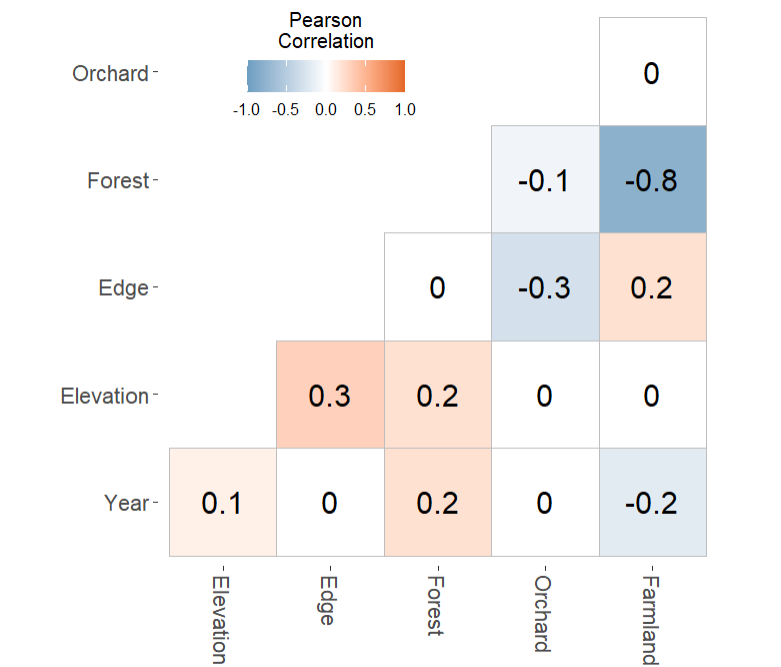 Pearson
Correlation
-1.0 -0.5 0.0 0.5 1.0
Orchard 0
Forest -0.1 -0.8
Edge 0 -0.3 0.2
Elevation 0.3 0.2 0 0
Year 0.1 0 0.2 0 -0.2
Elevation Edge Forest Orchard Farmland